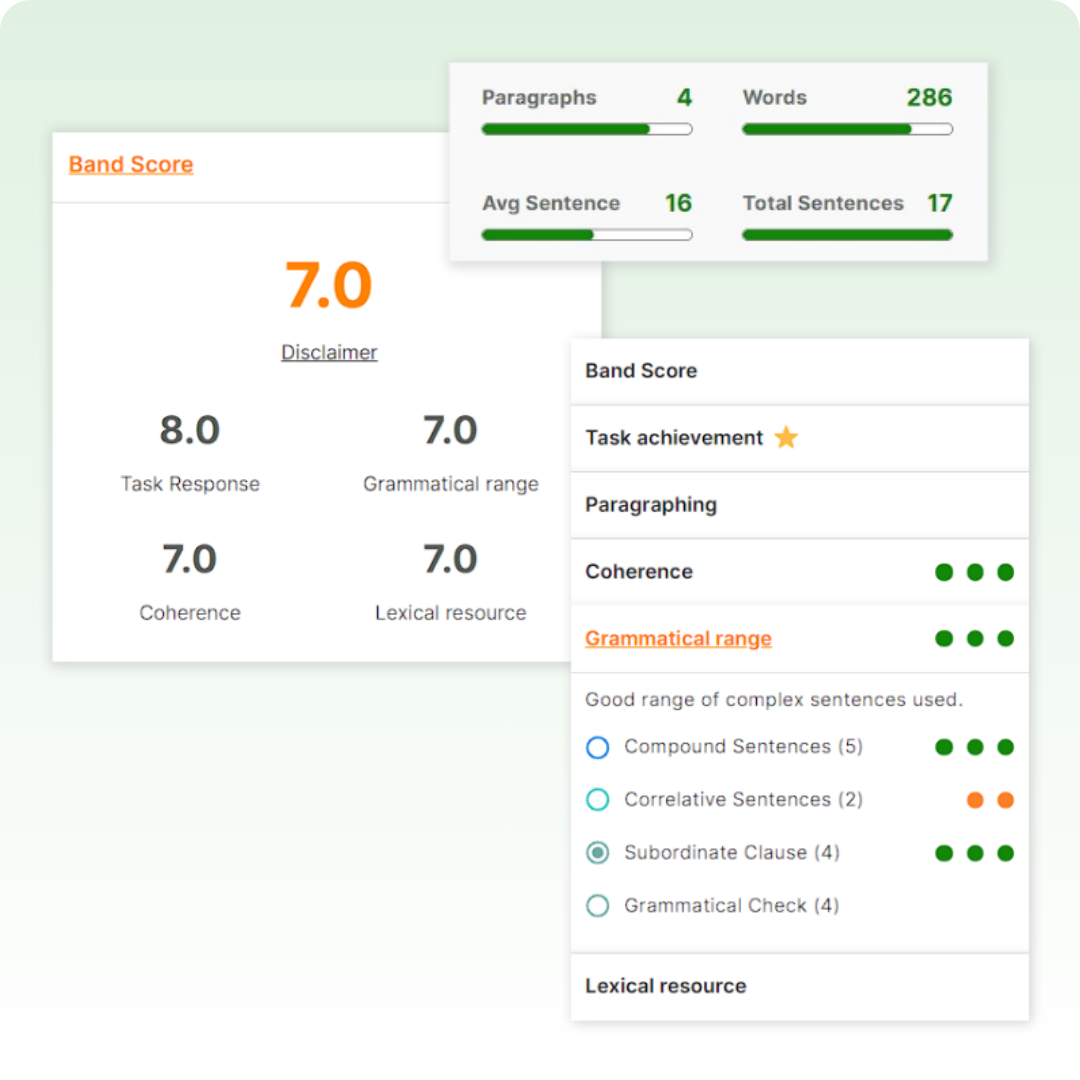 Paragraphs 4 Words 286
Avg Sentence 16 Total Sentences 17
Band Score
7.0
Disclaimer
8.0 7.0
Task Response Grammatical range
7.0 7.0
Coherence Lexical resource
Band Score
Task achievement
Paragraphing
Coherence
Grammatical range
Good range of complex sentences used.
Compound Sentences (5)
Correlative Sentences (2)
Subordinate Clause (4)
Grammatical Check (4)
Lexical resource